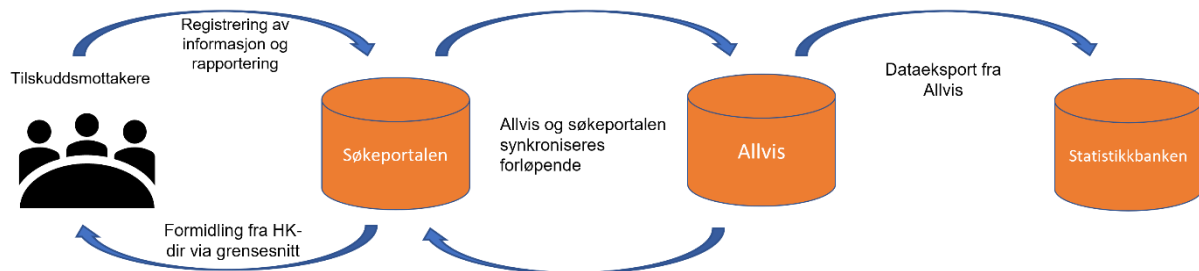 Tilskuddsmottakere
Registrering av
informasjon og
rapportering
Formidling fra HK-
dir via grensesnitt
Søkeportalen
Allvis og søkeportalen
synkroniseres
forløpende
Allvis
Dataeksport fra
Allvis
Statistikkbanken